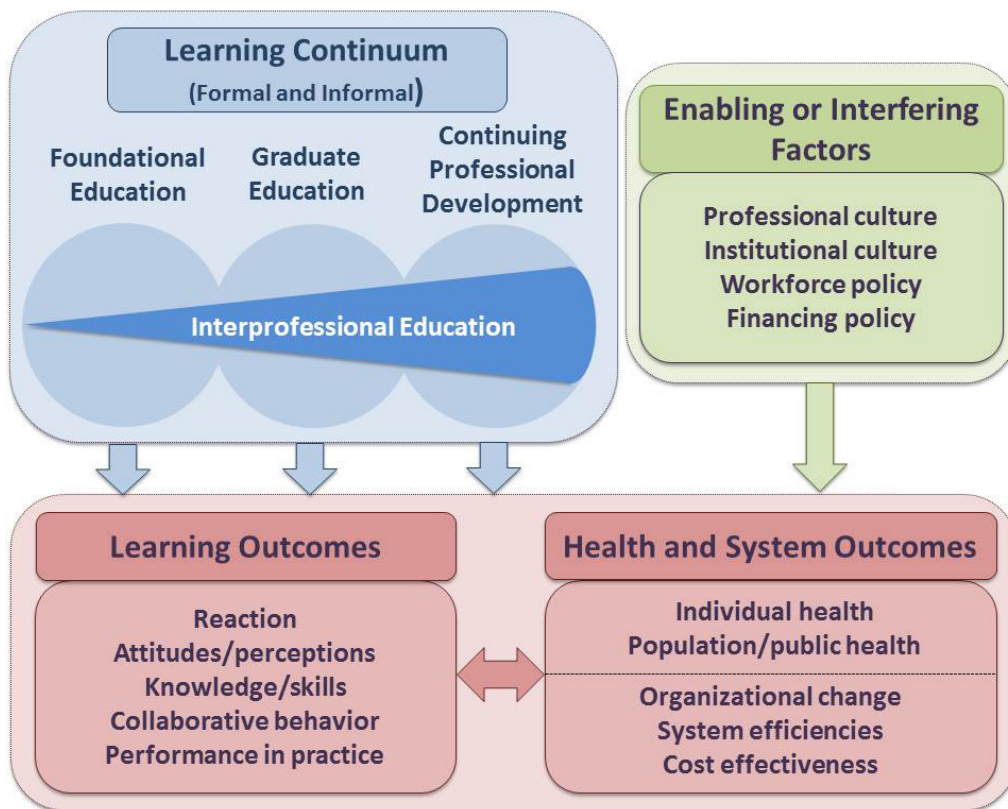 Learning Continuum
(Formal and Informal)
Foundational
Education
Graduate
Education
Continuing
Professional
Development
Interprofessional Education
Enabling or Interfering
Factors
Professional culture
Institutional culture
Workforce policy
Financing policy
Learning Outcomes
Reaction
Attitudes/perceptions
Knowledge/skills
Collaborative behavior
Performance in practice
Health and System Outcomes
Individual health
Population/public health
Organizational change
System efficiencies
Cost effectiveness